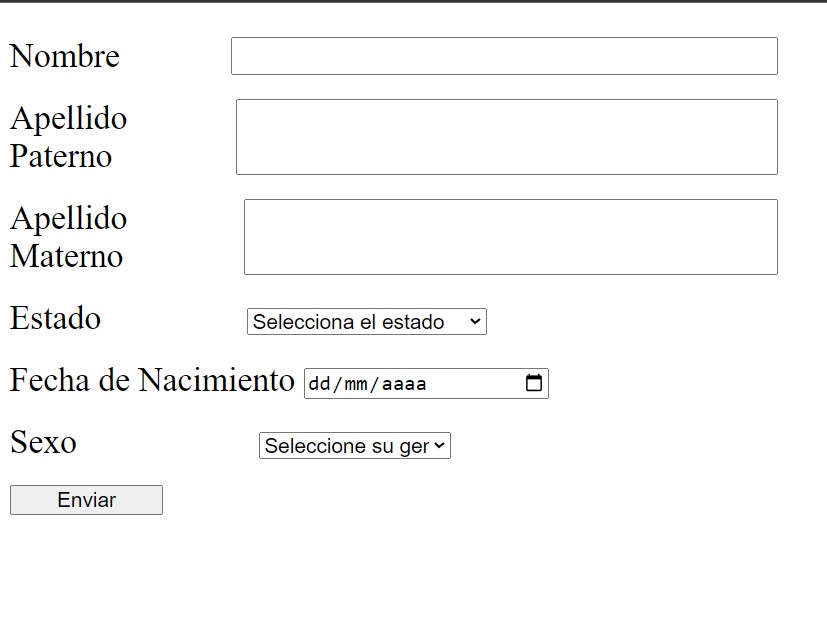 Nombre
Apellido
Paterno
Apellido
Materno
Estado Selecciona el estado
Fecha de Nacimiento dd/mm/aaaa
Sexo Seleccione su ger
Enviar